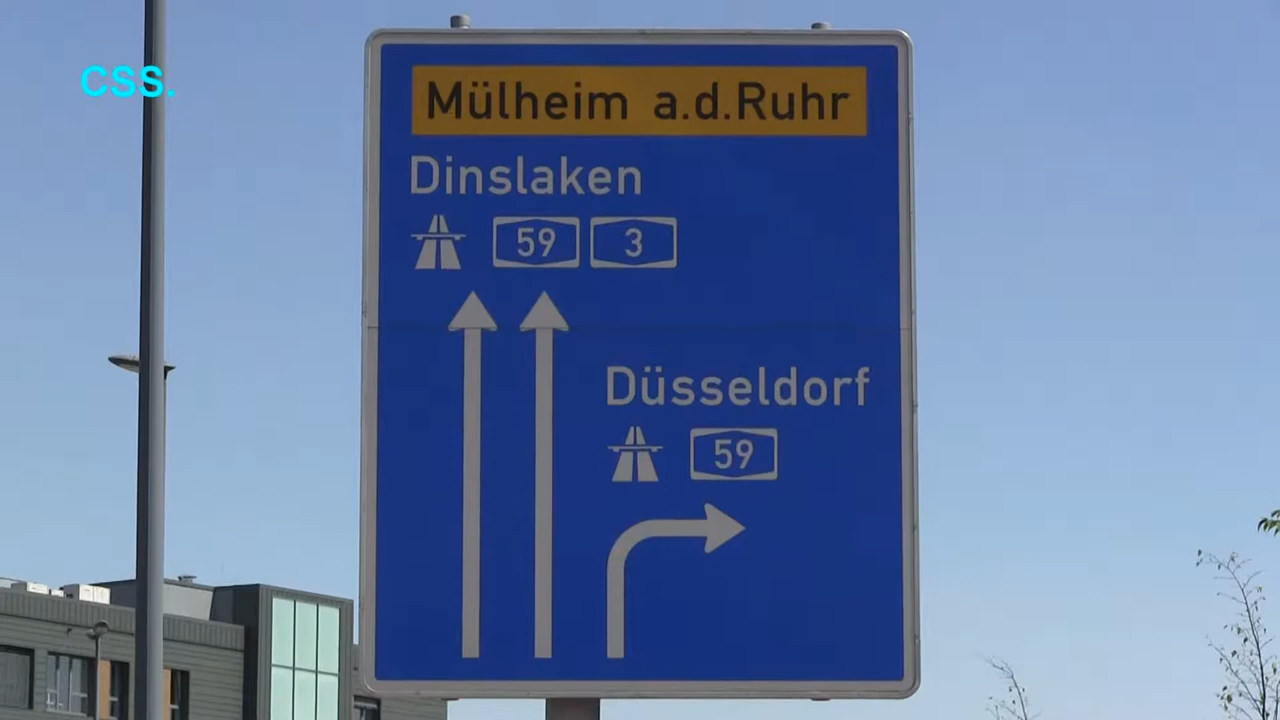 css.
Mülheim a.d.Ruhr
Dinslaken
59 3
Düsseldorf
59